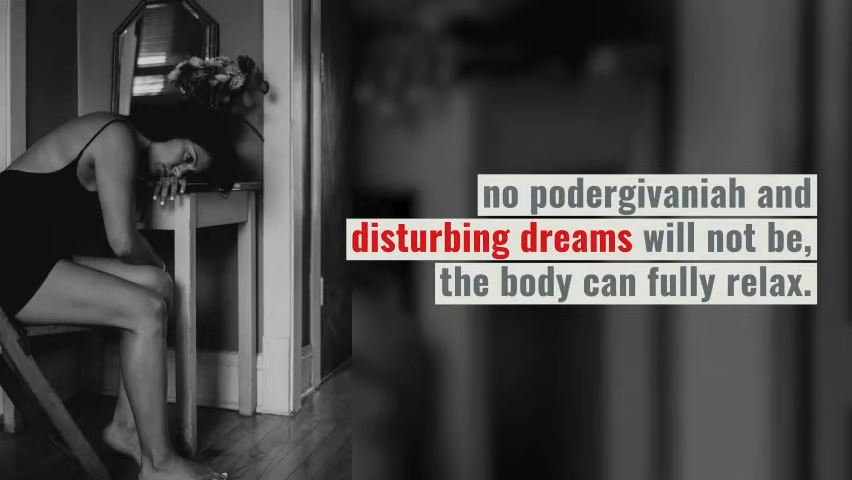 no podergivaniah and
disturbing dreams will not be,
the body can fully relax.